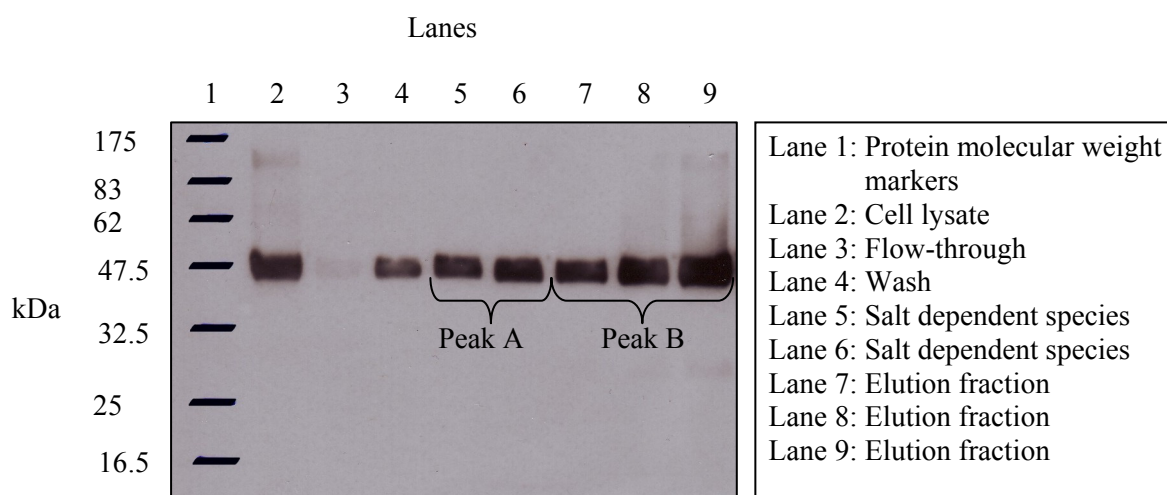 Lanes
1 2 3 4 5 6 7 8 9
175
83
62
47.5
kDa
32.5
25
16.5
Peak A Peak B
Lane 1: Protein molecular weight
markers
Lane 2: Cell lysate
Lane 3: Flow-through
Lane 4: Wash
Lane 5: Salt dependent species
Lane 6: Salt dependent species
Lane 7: Elution fraction
Lane 8: Elution fraction
Lane 9: Elution fraction